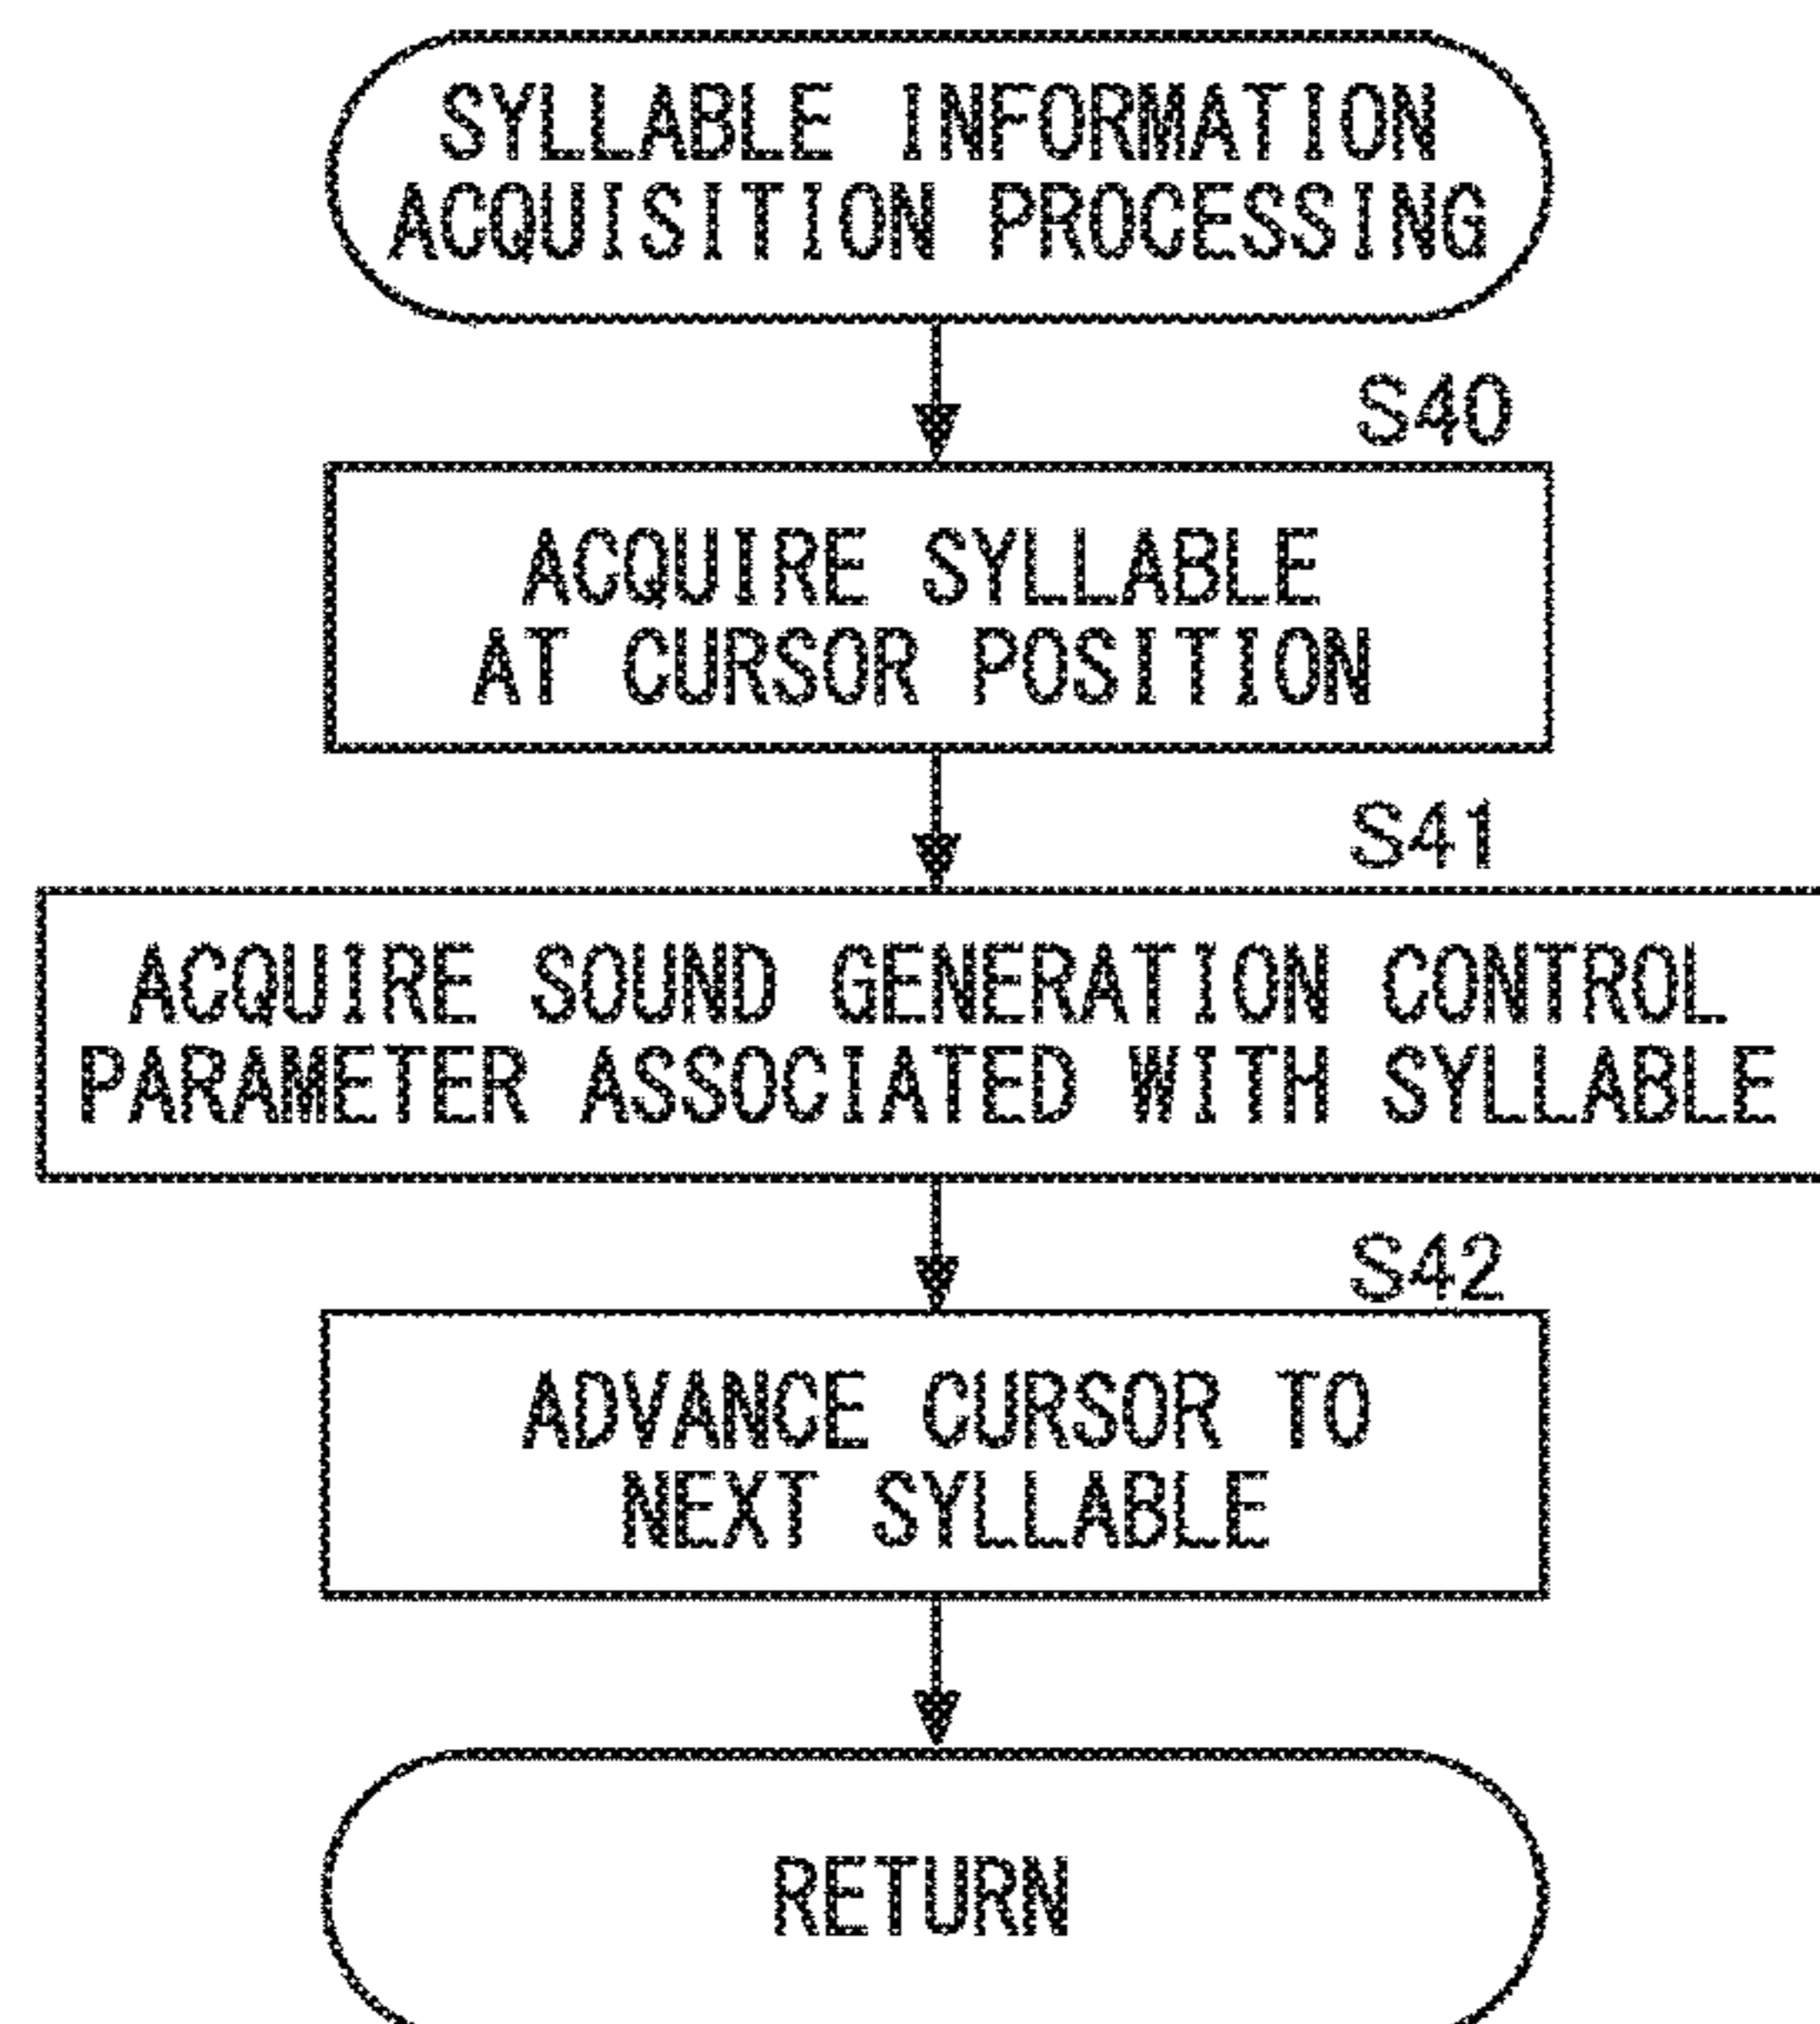 SYLLABLE INFORMATION
ACQUISITION PROCESSING
S40
ACQUIRE SYLLABLE
AT CURSOR POSITION
S41
ACQUIRE SOUND GENERATION CONTROL
PARAMETER ASSOCIATED WITH SYLLABLE
S42
ADVANCE CURSOR TO
NEXT SYLLABLE
RETURN